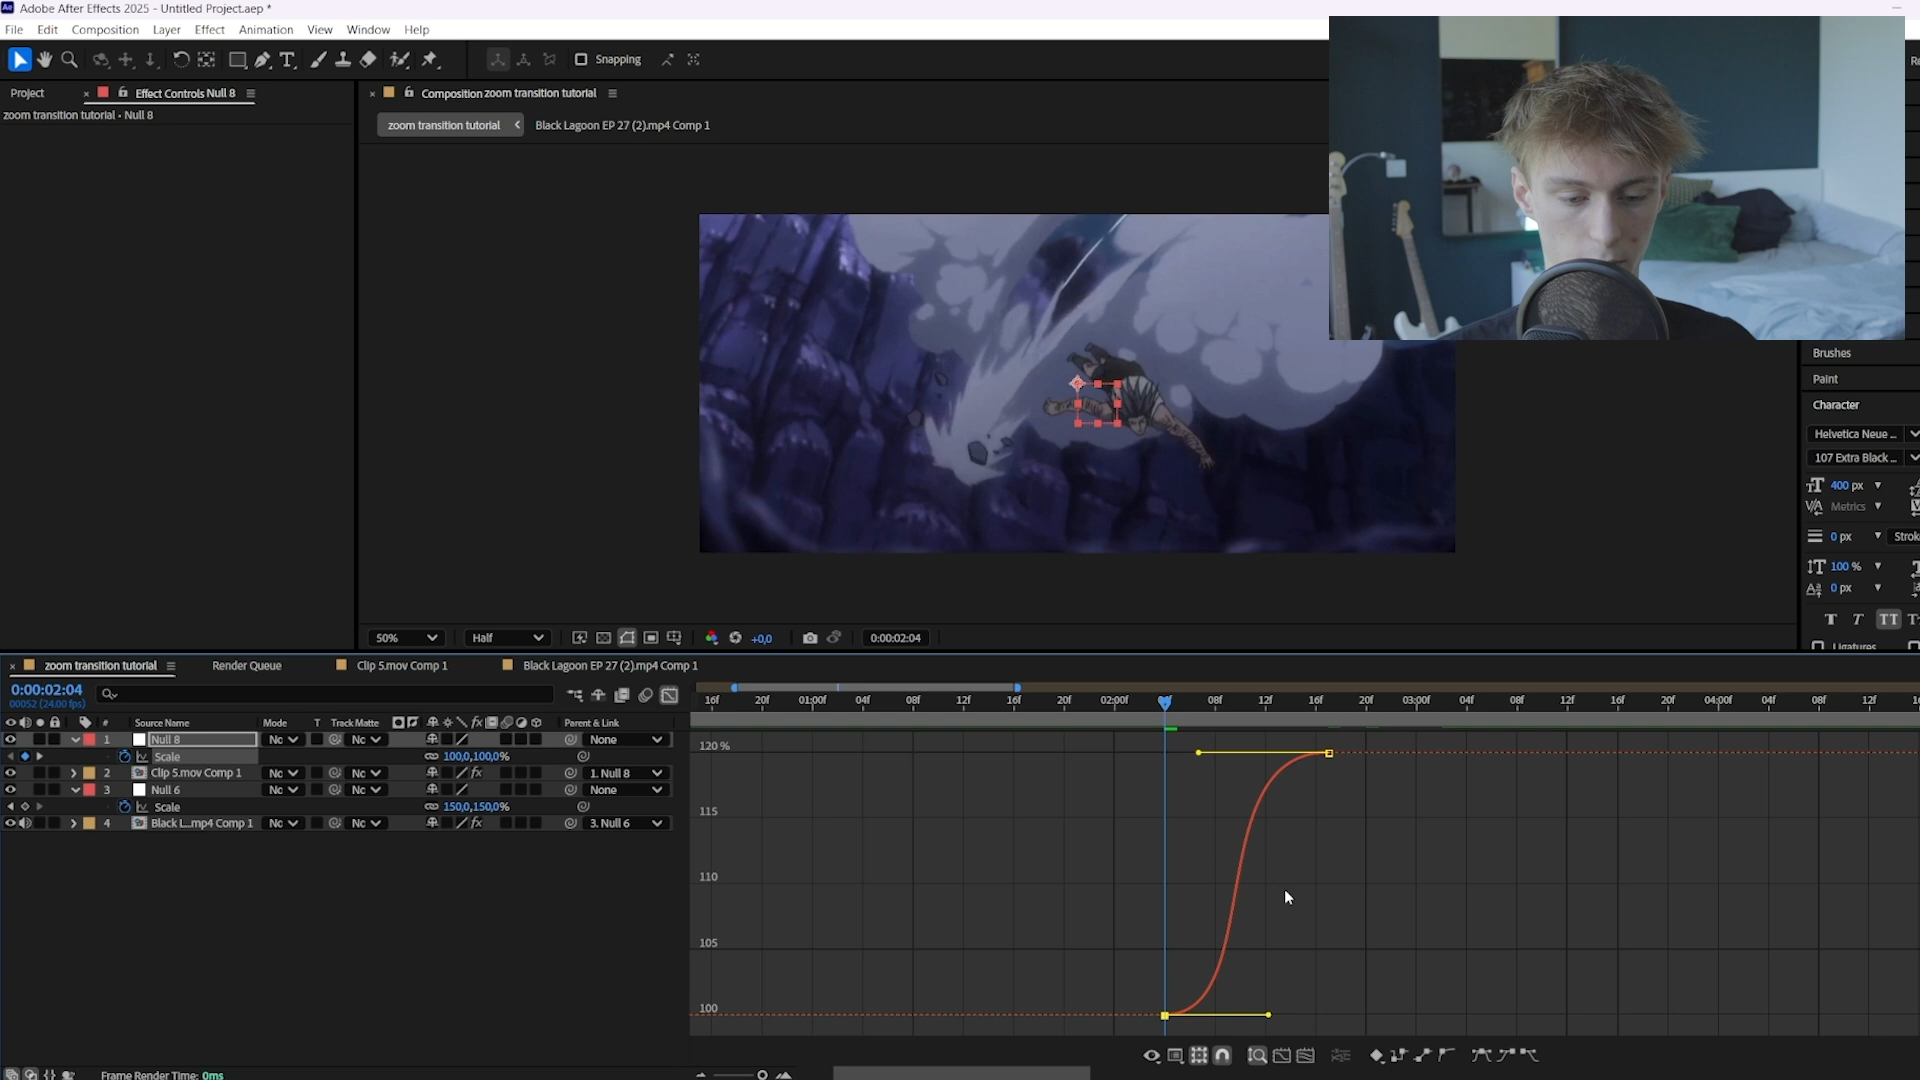 Adobe After Effects 2025 - Untitled Project.aep *
File Edit Composition Layer Effect Animation View Window Help
Snapping
Project
Effect Controls Null 8
zoom transition tutorial • Null 8
Composition zoom transition tutorial
zoom transition tutorial
Black Lagoon EP 27 (2).mp4 Comp 1
Brushes
Paint
Character
Helvetica Neue ...
107 Extra Black ...
400 px
Metrics
0 px
Strok
100 %
0 px
Ligatures
50%
Half
+0,0
0:00:02:04
zoom transition tutorial
Render Queue
Clip 5.mov Comp 1
Black Lagoon EP 27 (2).mp4 Comp 1
0:00:02:04
00052 (24.00 fps)
16f 20f 01:00f 04f 08f 12f 16f 20f 02:00f 08f 12f 16f 20f 03:00f 04f 08f 12f 16f 20f 04:00f 04f 08f 12f
# Source Name Mode T Track Matte Parent & Link
1 Null 8 Nc Nc None
Scale 100,0,100,0%
2 Clip 5.mov Comp 1 Nc Nc 1. Null 8
3 Null 6 Nc Nc None
Scale 150,0,150,0%
4 Black L...mp4 Comp 1 Nc Nc 3. Null 6
120 %
115
110
105
100
Frame Render Time: 0ms